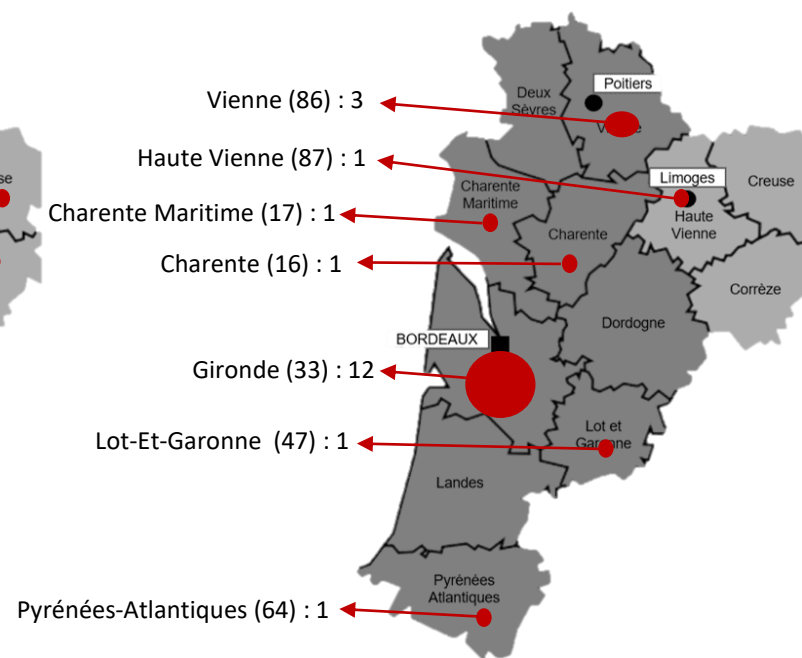 Vienne (86) : 3
Haute Vienne (87) : 1
Charente Maritime (17) : 1
Charente (16) : 1
Gironde (33) : 12
Lot-Et-Garonne (47) : 1
Pyrénées-Atlantiques (64) : 1
Deux
Sèvres
Poitiers
Charente
Maritime
Charente
Limoges
Haute
Vienne
Creuse
Corrèze
Dordogne
BORDEAUX
Lot et
Landes
Pyrénées
Atlantiques